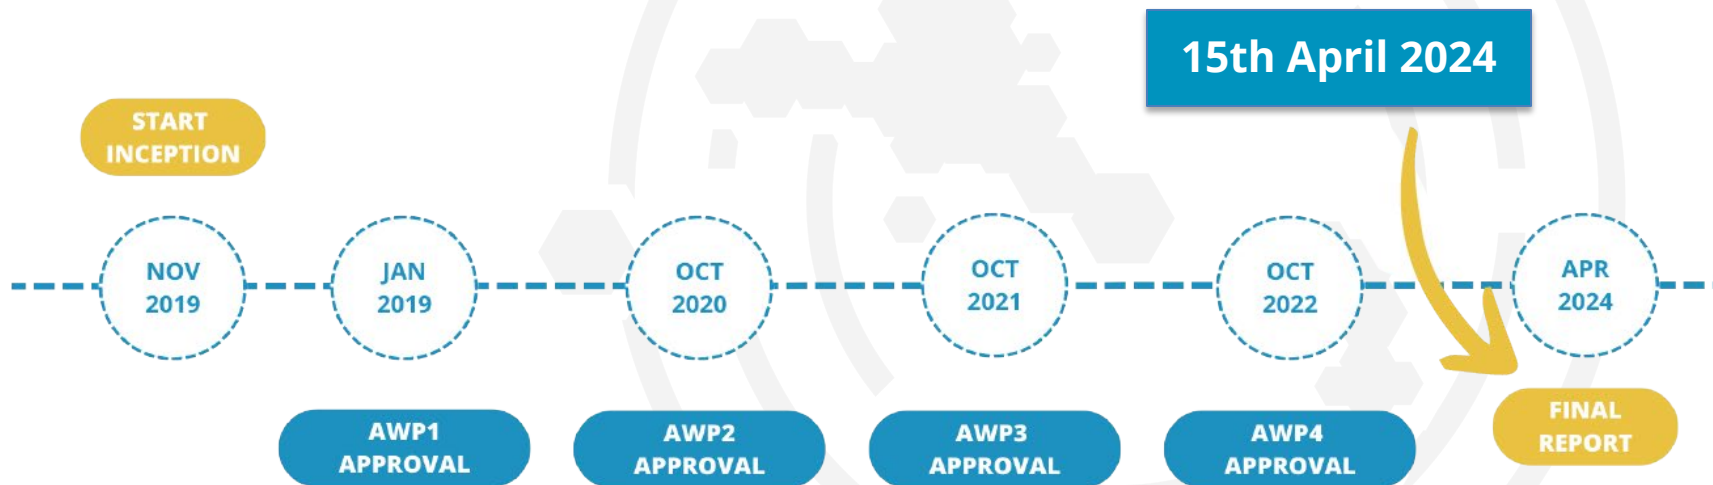 15th April 2024
START
INCEPTION
NOV
2019
JAN
2019
OCT
2020
OCT
2021
OCT
2022
APR
2024
AWP1
APPROVAL
AWP2
APPROVAL
AWP3
APPROVAL
AWP4
APPROVAL
FINAL
REPORT